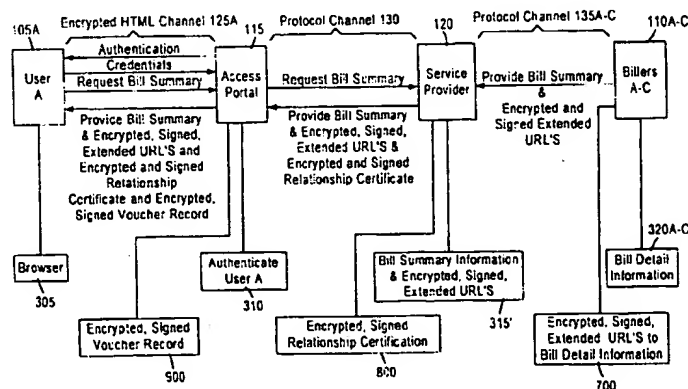 105A
Encrypted HTML Channel 125A
115
Protocol Channel 130
120
Protocol Channel 135A-C
110A-C
User
A
Authentication
Credentials
Request Bill Summary
Provice Bill Summary
& Encrypted, Signed,
Extended URL'S and
Encrypted and Signed
Relationship
Certificate and Encrypted,
Signed Voucher Record
Access
Portal
Request Bill Summary
Provide Bill Summary
& Encrypted, Signed,
Extended URL'S &
Encrypted and Signed
Relationship Certificate
Service
Provider
Provide Bill Summary
&
Encrypted and
Signed Extended
URL'S
Billers
A-C
320A-C
Browser
305
Authenticate
User A
310
Bill Summary Information
& Encrypted, Signed,
Extended URL'S
315'
Bill Detail
Information
Encrypted, Signed
Voucher Record
900
Encrypted, Signed
Relationship Certification
800
Encrypted, Signed,
Extended URL'S to
Bill Detail Information
700